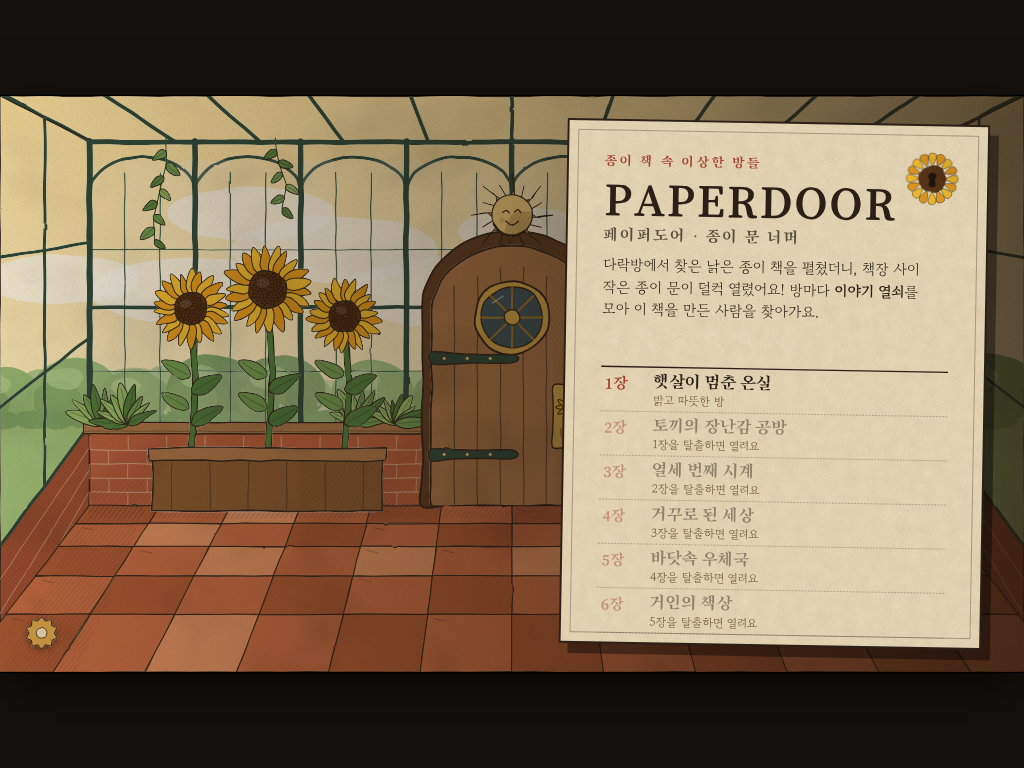 종이 책 속 이상한 방들
PAPERDOOR
페이퍼도어 · 종이 문 너머
다락방에서 찾은 낡은 종이 책을 펼쳤더니, 책장 사이
작은 종이 문이 덜컥 열렸어요! 방마다 이야기 열쇠를
모아 이 책을 만든 사람을 찾아가요.
1장 햇살이 멈춘 온실
밝고 따뜻한 방
2장 토끼의 장난감 공방
1장을 탈출하면 열려요
3장 열세 번째 시계
2장을 탈출하면 열려요
4장 거꾸로 된 세상
3장을 탈출하면 열려요
5장 바닷속 우체국
4장을 탈출하면 열려요
6장 거인의 책상
5장을 탈출하면 열려요